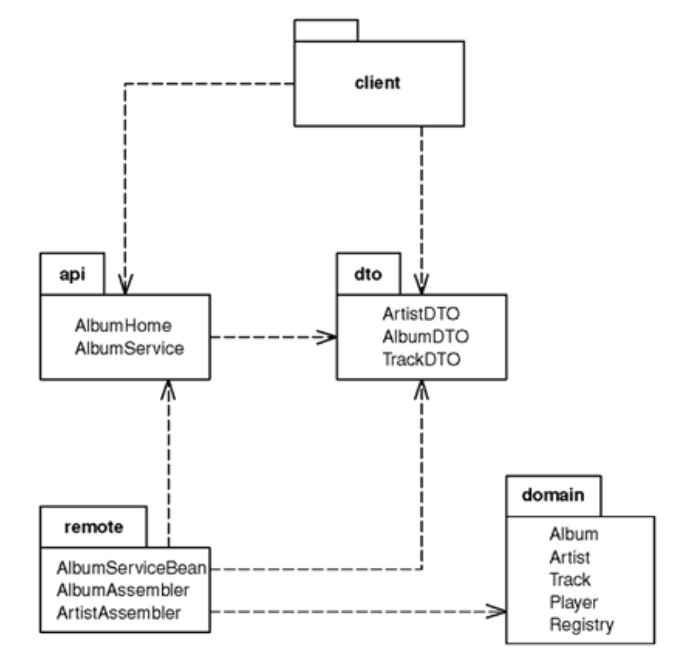 client
api
AlbumHome
AlbumService
dto
ArtistDTO
AlbumDTO
TrackDTO
remote
AlbumServiceBean
AlbumAssembler
ArtistAssembler
domain
Album
Artist
Track
Player
Registry